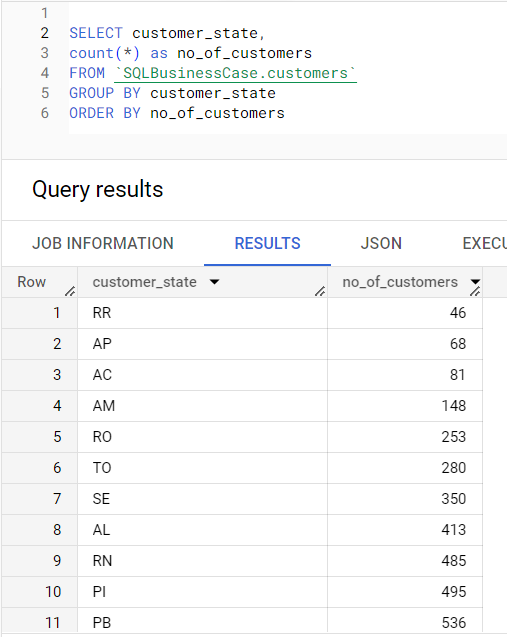 1
2 SELECT customer_state,
3 count(*) as no_of_customers
4 FROM `SQLBusinessCase.customers`
5 GROUP BY customer_state
6 ORDER BY no_of_customers
Query results
JOB INFORMATION RESULTS JSON EXECU
Row customer_state no_of_customers
1 RR 46
2 AP 68
3 AC 81
4 AM 148
5 RO 253
6 TO 280
7 SE 350
8 AL 413
9 RN 485
10 PI 495
11 PB 536